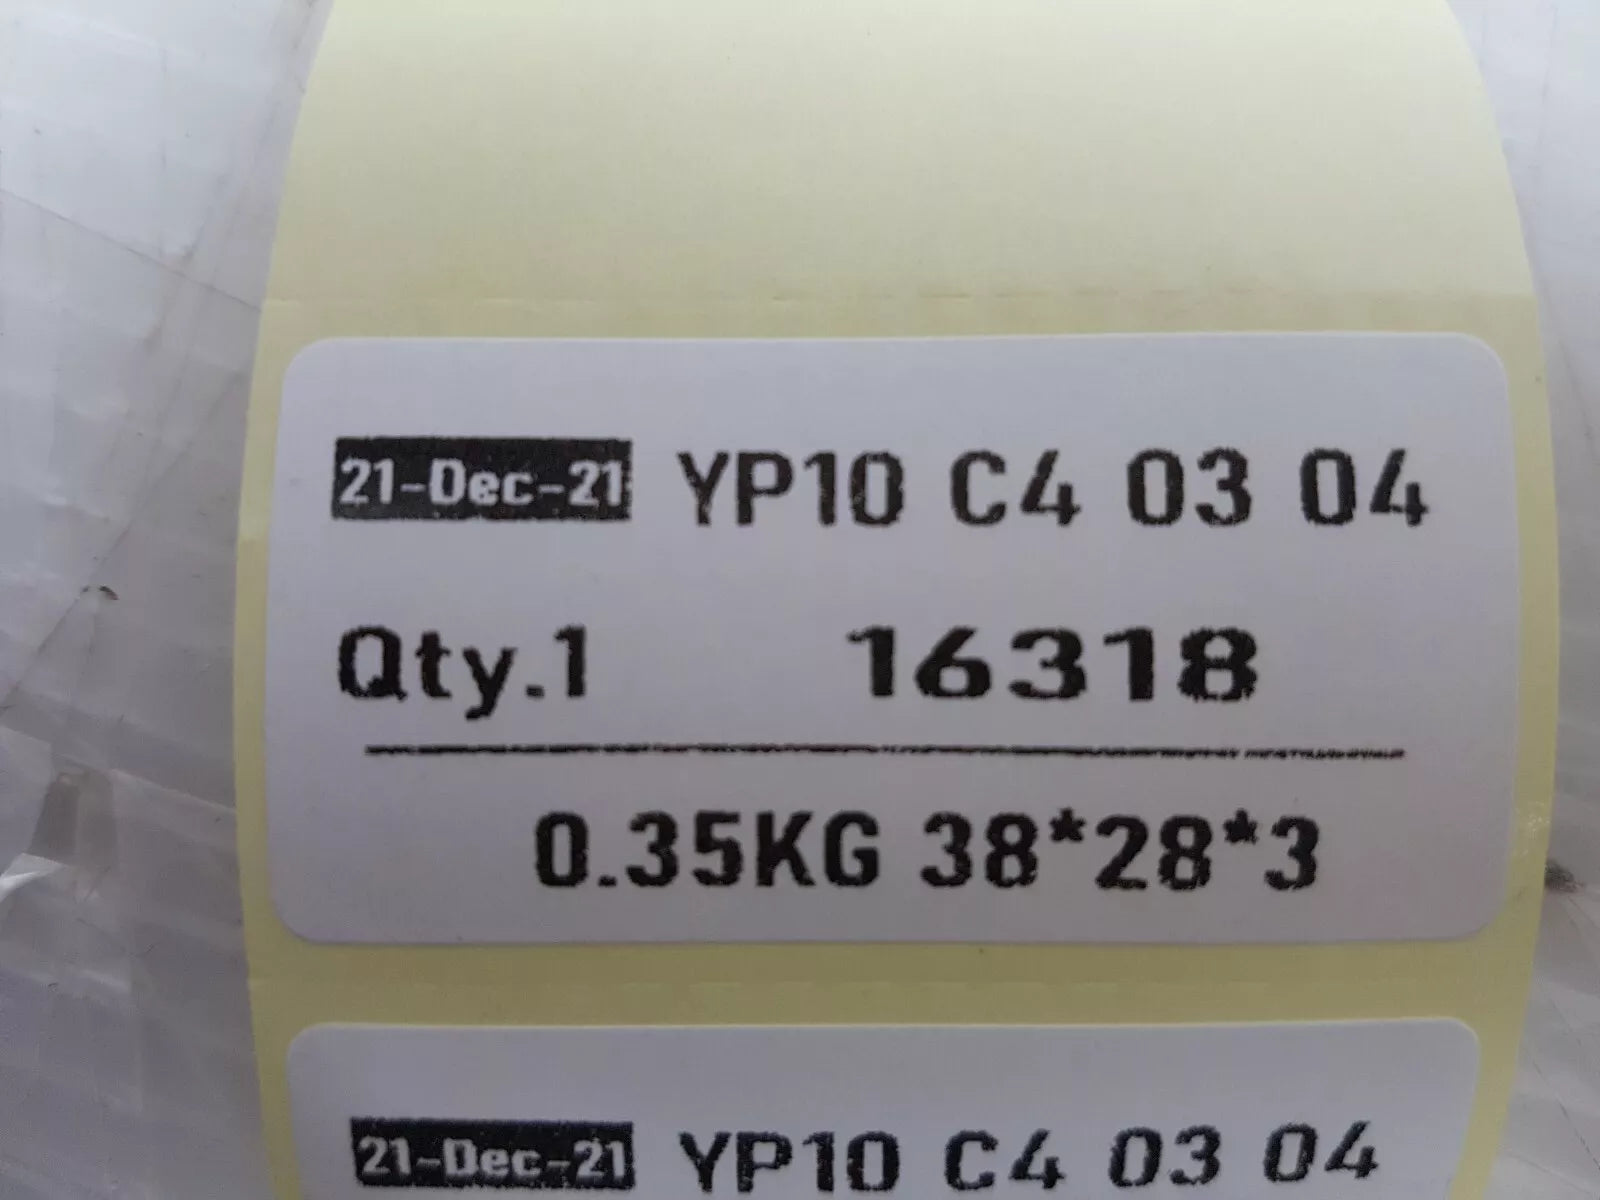 21-Dec-21 YP10 C4 03 04
Qty.1 16318
0.35KG 38*28*3
21-Dec-21 YP10 C4 03 04